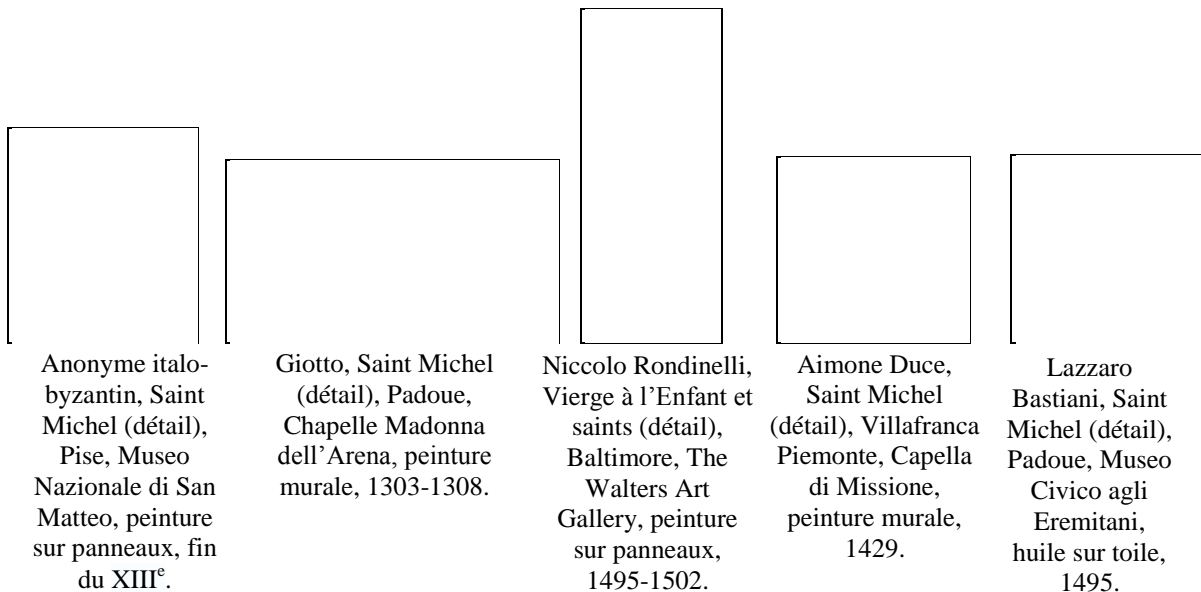 Anonyme italo-
byzantin, Saint
Michel (détail),
Pise, Museo
Nazionale di San
Matteo, peinture
sur panneaux, fin
du XIIIe.
Giotto, Saint Michel
(détail), Padoue,
Chapelle Madonna
dell’Arena, peinture
murale, 1303-1308.
Niccolo Rondinelli,
Vierge à l’Enfant et
saints (détail),
Baltimore, The
Walters Art
Gallery, peinture
sur panneaux,
1495-1502.
Aimone Duce,
Saint Michel
(détail), Villafranca
Piemonte, Capella
di Missione,
peinture murale,
1429.
Lazzaro
Bastiani, Saint
Michel (détail),
Padoue, Museo
Civico agli
Eremitani,
huile sur toile,
1495.